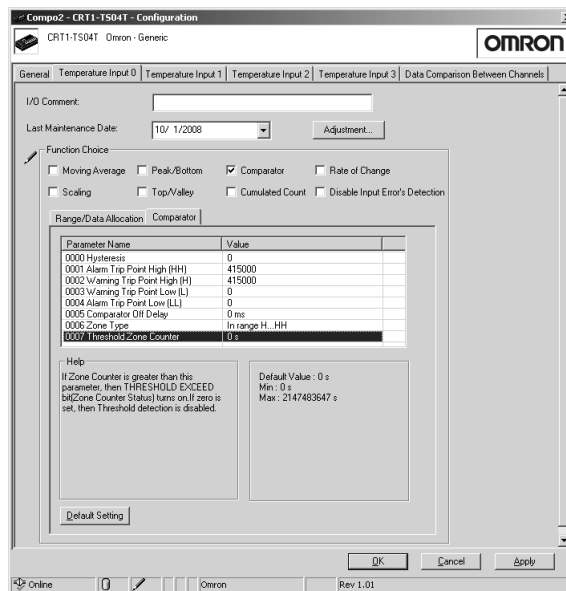 Compo2 - CRT1-TS04T - Configuration
CRT1-TS04T Omron - Generic
OMRON
General Temperature Input 0 Temperature Input 1 Temperature Input 2 Temperature Input 3 Data Comparison Between Channels
I/O Comment:
Last Maintenance Date: 10/ 1/2008 Adjustment...
Function Choice
Moving Average Peak/Bottom Comparator Rate of Change
Scaling Top/Valley Cumulated Count Disable Input Error's Detection
Range/Data Allocation Comparator
Parameter Name Value
0000 Hysteresis 0
0001 Alarm Trip Point High (HH) 415000
0002 Warning Trip Point High (H) 415000
0003 Warning Trip Point Low (L) 0
0004 Alarm Trip Point Low (LL) 0
0005 Comparator Off Delay 0 ms
0006 Zone Type In range H...HH
0007 Threshold Zone Counter 0 s
Help
If Zone Counter is greater than this
parameter, then THRESHOLD EXCEED
bit(Zone Counter Status) turns on.If zero is
set, then Threshold detection is disabled.
Default Value : 0 s
Min : 0 s
Max : 2147483647 s
Default Setting
OK Cancel Apply
Online Omron Rev 1.01